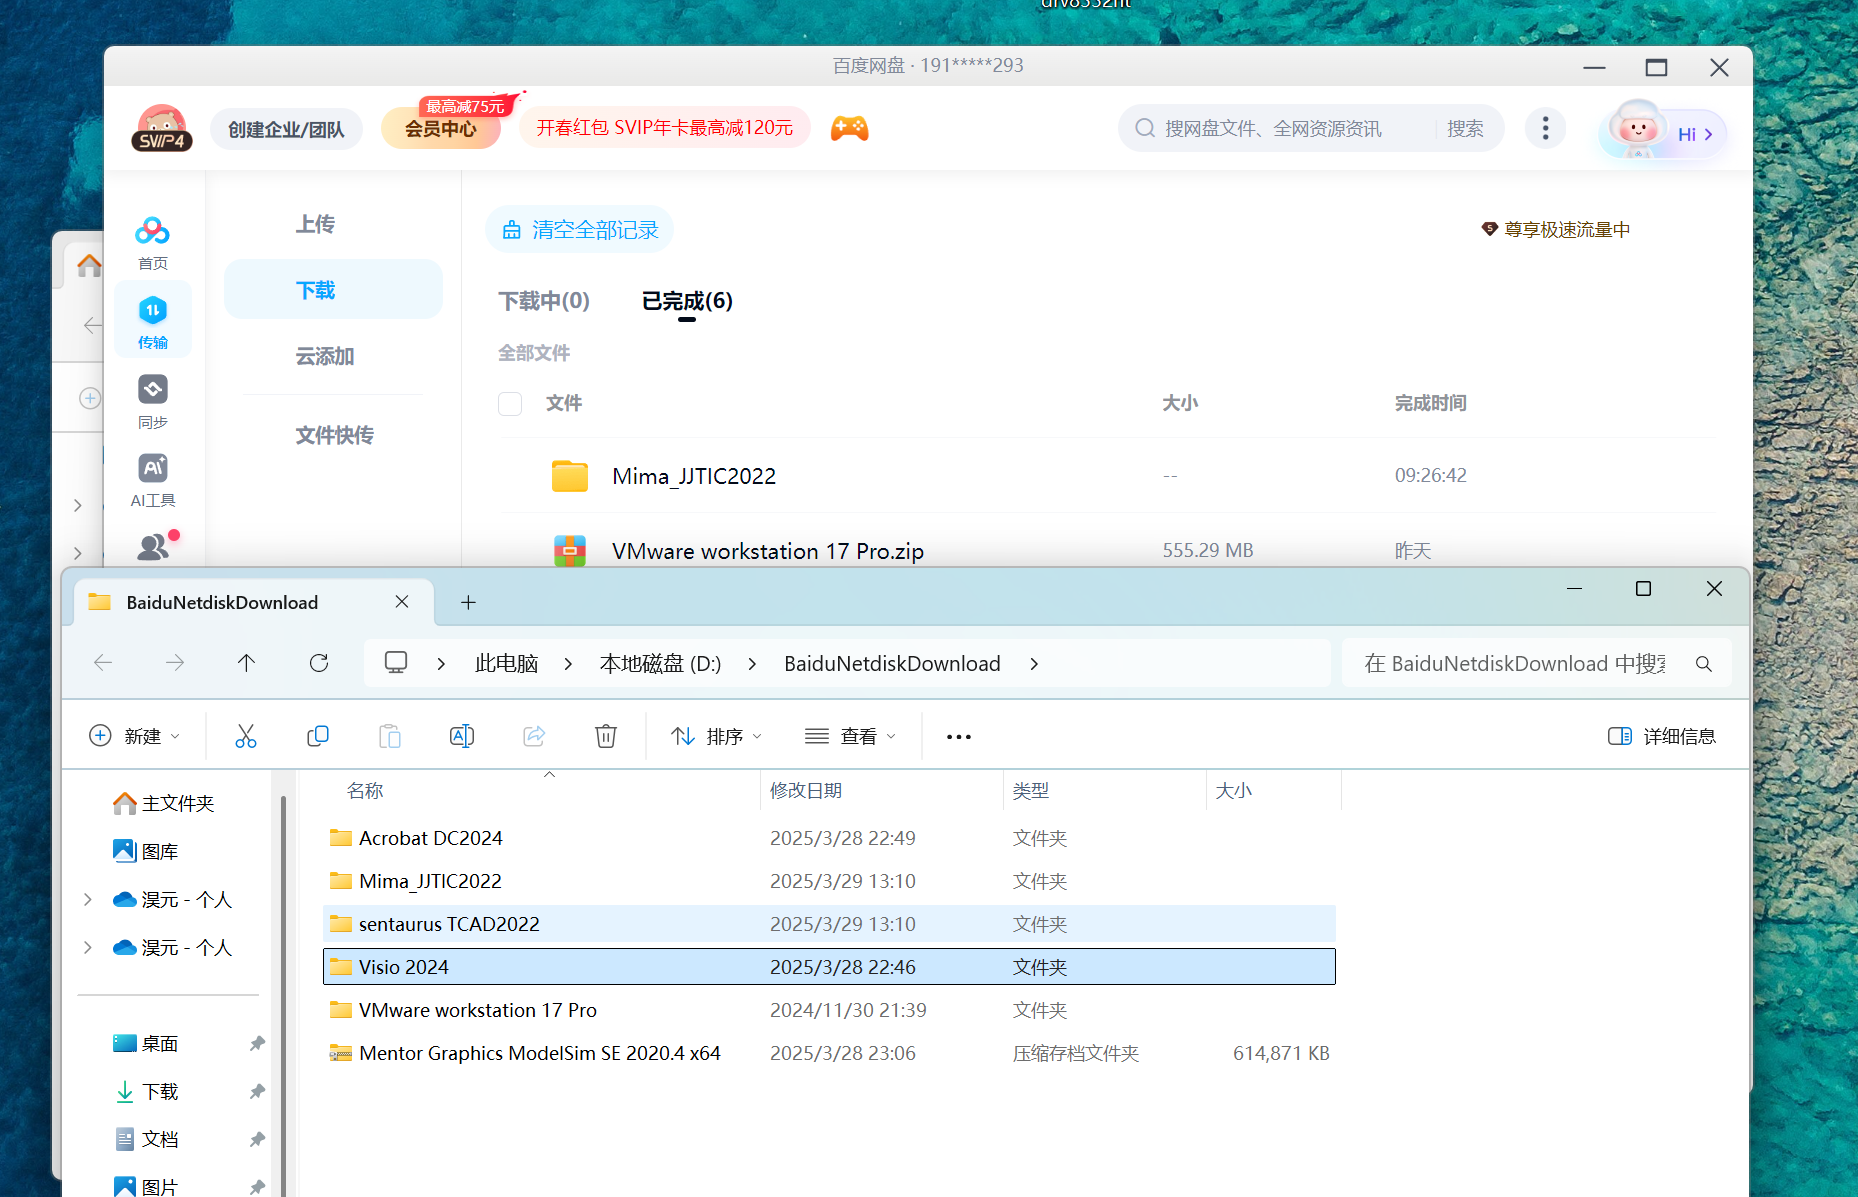 百度网盘 · 191*****293
SVIP4
创建企业/团队
最高减75元
会员中心
开春红包 SVIP年卡最高减120元
搜网盘文件、全网资源资讯
搜索
Hi
首页
传输
同步
AI工具
上传
下载
云添加
文件快传
清空全部记录
尊享极速流量中
下载中(0)
已完成(6)
全部文件
文件
大小
完成时间
Mima_JJTIC2022
--
09:26:42
VMware workstation 17 Pro.zip
555.29 MB
昨天
BaiduNetdiskDownload
此电脑
本地磁盘 (D:)
BaiduNetdiskDownload
在 BaiduNetdiskDownload 中搜
新建
排序
查看
详细信息
主文件夹
图库
淏元 - 个人
淏元 - 个人
桌面
下载
文档
图片
名称
修改日期
类型
大小
Acrobat DC2024
2025/3/28 22:49
文件夹
Mima_JJTIC2022
2025/3/29 13:10
文件夹
sentaurus TCAD2022
2025/3/29 13:10
文件夹
Visio 2024
2025/3/28 22:46
文件夹
VMware workstation 17 Pro
2024/11/30 21:39
文件夹
Mentor Graphics ModelSim SE 2020.4 x64
2025/3/28 23:06
压缩存档文件夹
614,871 KB